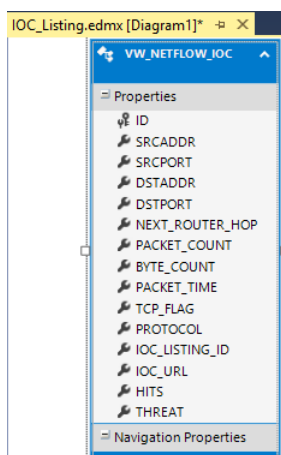 IOC_Listing.edmx [Diagram1]*
VW_NETFLOW_IOC
Properties
ID
SRCADDR
SRCPORT
DSTADDR
DSTPORT
NEXT_ROUTER_HOP
PACKET_COUNT
BYTE_COUNT
PACKET_TIME
TCP_FLAG
PROTOCOL
IOC_LISTING_ID
IOC_URL
HITS
THREAT
Navigation Properties